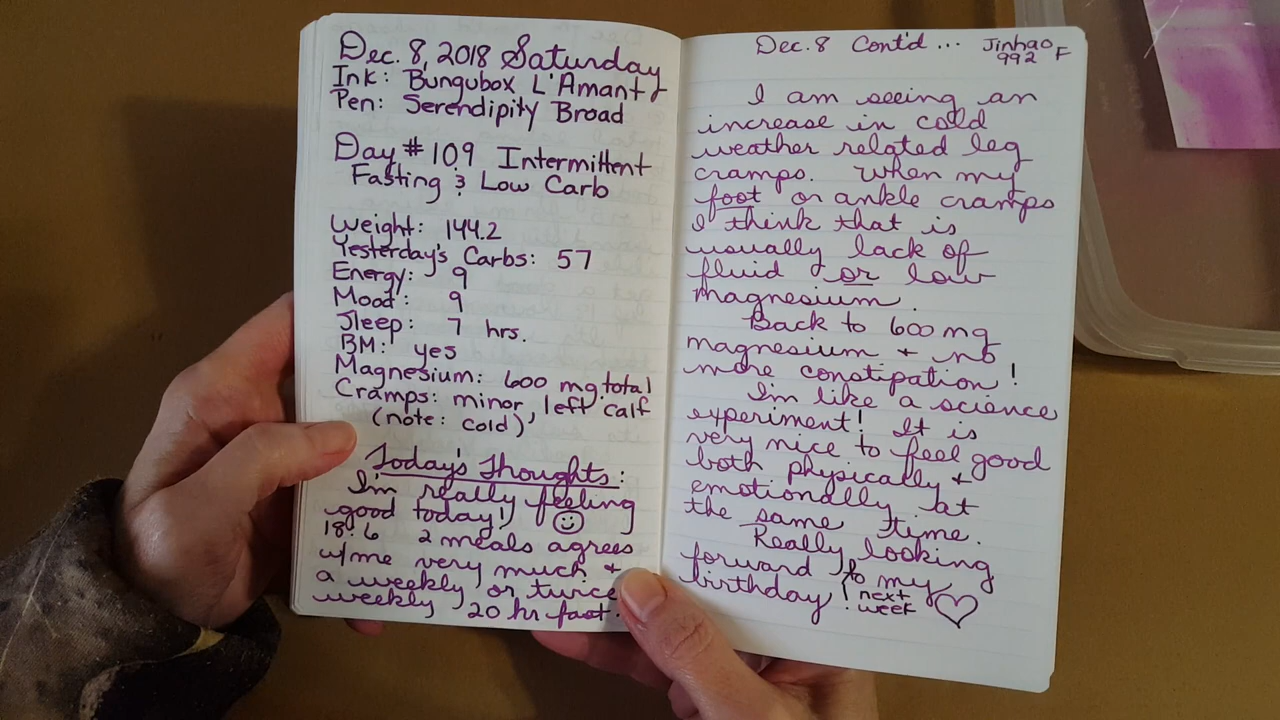 Dec. 8, 2018 Saturday
Ink: Bungubox L'Amant
Pen: Serendipity Broad
Day #109 Intermittent
Fasting & Low Carb
Weight: 144.2
Yesterday's Carbs: 57
Energy: 9
Mood: 9
Sleep: 7 hrs.
BM: yes
Magnesium: 600 mg total
Cramps: minor, left calf
(note: cold)
Today's Thoughts:
I'm really feeling
good today! ☺
18:6 2 meals agrees
w/me very much +
a weekly or twice
weekly 20 hr fast.
Dec. 8 Cont'd ... Jinhao F
992
I am seeing an
increase in cold
weather related leg
cramps. When my
foot or ankle cramps
I think that is
usually lack of
fluid or low
magnesium.
Back to 600 mg
magnesium + no
more constipation!
I'm like a science
experiment! It is
very nice to feel good
both physically +
emotionally at
the same time.
Really looking
forward to my
birthday! next
week ♡